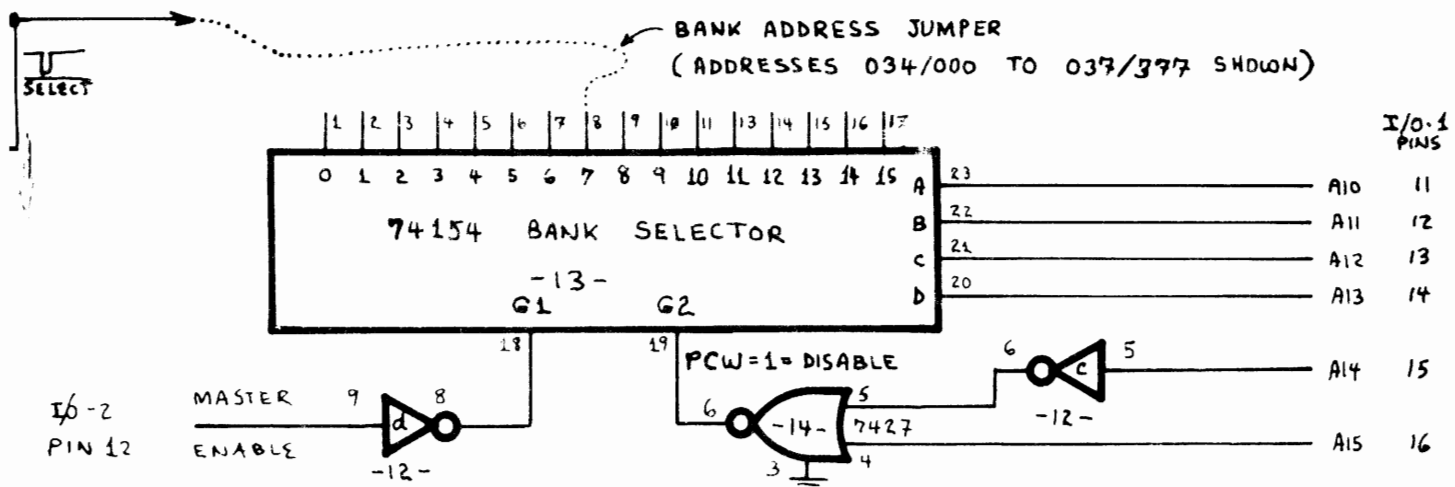 BANK ADDRESS JUMPER
(ADDRESSES 034/000 TO 037/377 SHOWN)
SELECT
1 2 3 4 5 6 7 8 9 10 11 13 14 15 16 17
I/O-1
PINS
0 1 2 3 4 5 6 7 8 9 10 11 12 13 14 15
A 23 A10 11
74154 BANK SELECTOR
B 22 A11 12
C 21 A12 13
-13-
D 20 A13 14
G1 G2
18 19
PCW=1=DISABLE
6 c 5 A14 15
-12-
I/O-2
PIN 12
MASTER
ENABLE
9 d 8
-12-
6 -14- 5
7427
3 4
A15 16